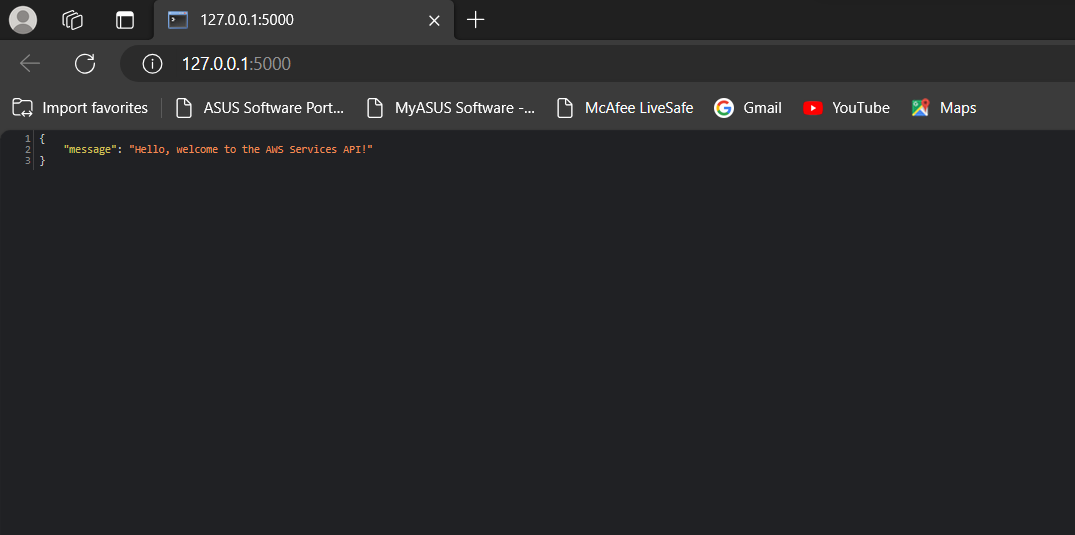 127.0.0.1:5000
127.0.0.1:5000
Import favorites ASUS Software Port... MyASUS Software -... McAfee LiveSafe Gmail YouTube Maps
1 {
2 "message": "Hello, welcome to the AWS Services API!"
3 }